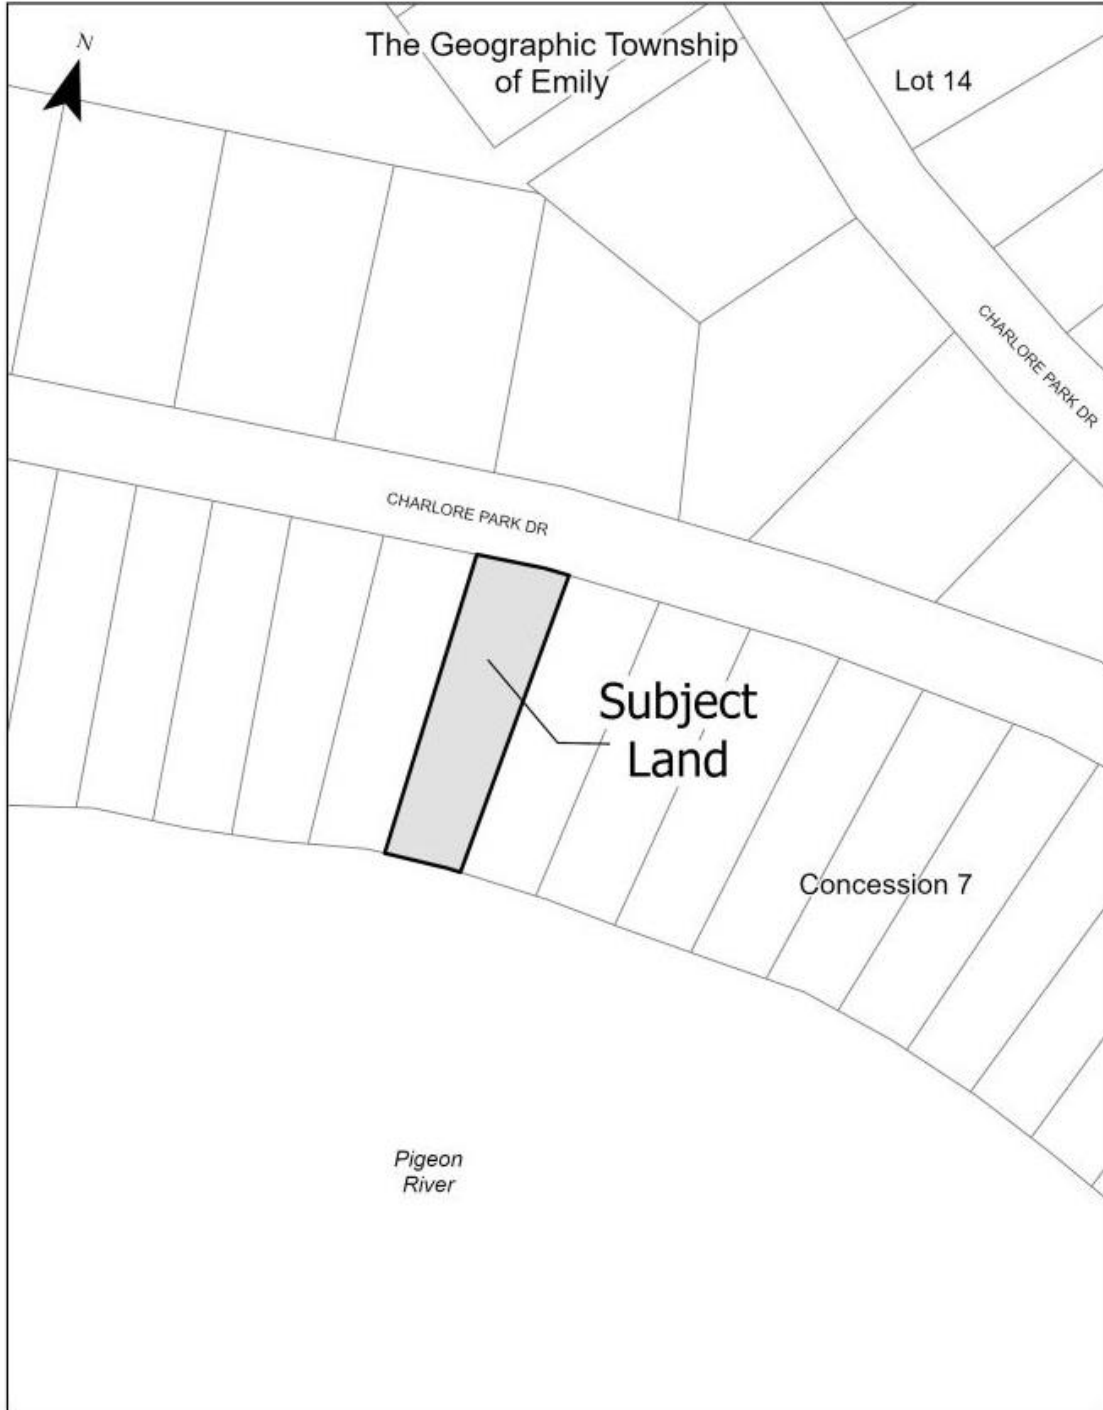 N
The Geographic Township
of Emily
Lot 14
CHARLORE PARK DR
CHARLORE PARK DR
Subject
Land
Concession 7
Pigeon
River